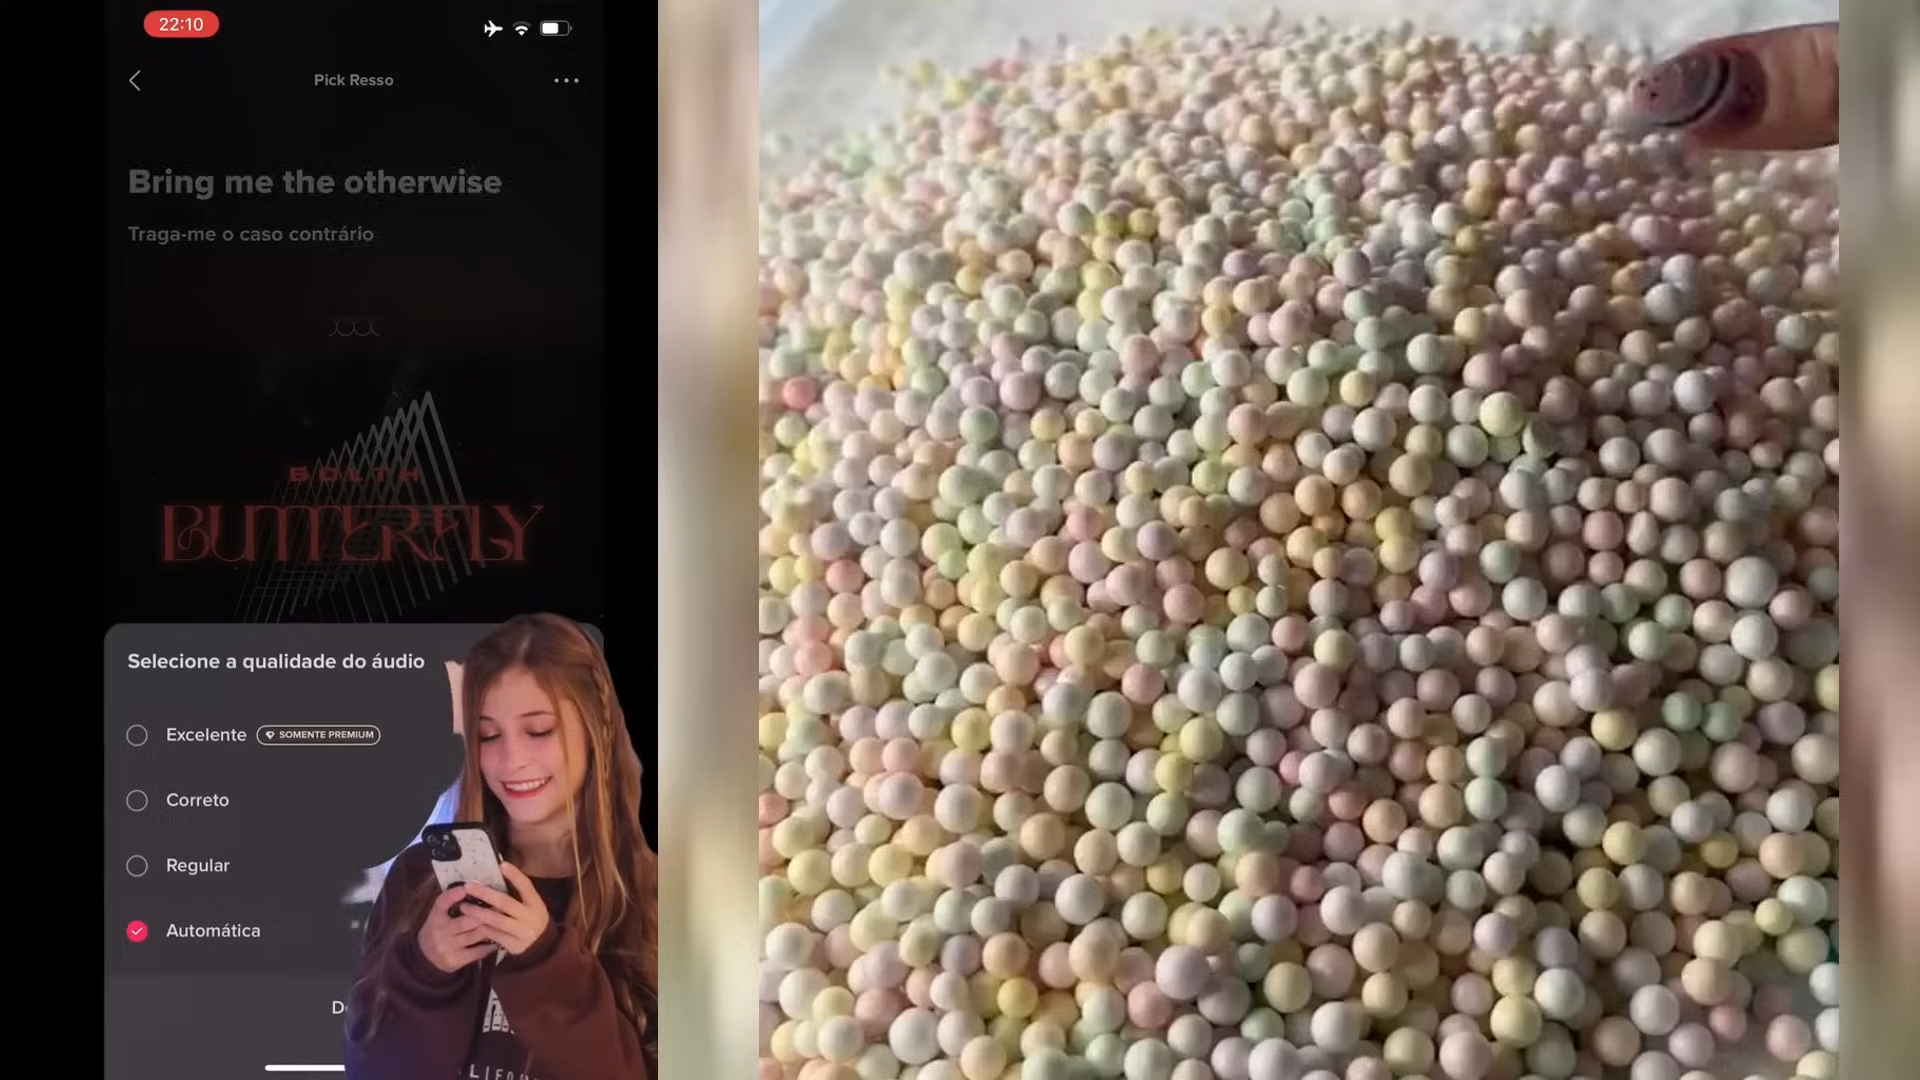 22:10
Pick Resso
Bring me the otherwise
Traga-me o caso contrário
BOLTH
BUTTERFLY
Selecione a qualidade do áudio
Excelente SOMENTE PREMIUM
Correto
Regular
Automática